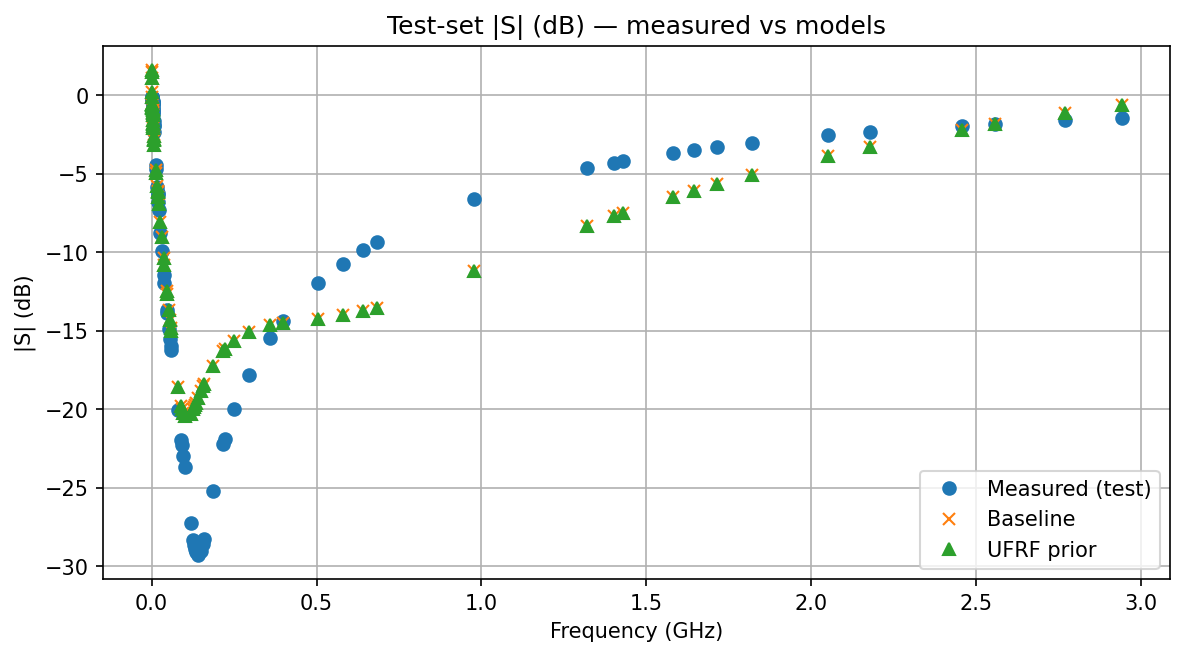 Test-set |S| (dB) — measured vs models
|S| (dB)
0
−5
−10
−15
−20
−25
−30
Measured (test)
Baseline
UFRF prior
0.0 0.5 1.0 1.5 2.0 2.5 3.0
Frequency (GHz)